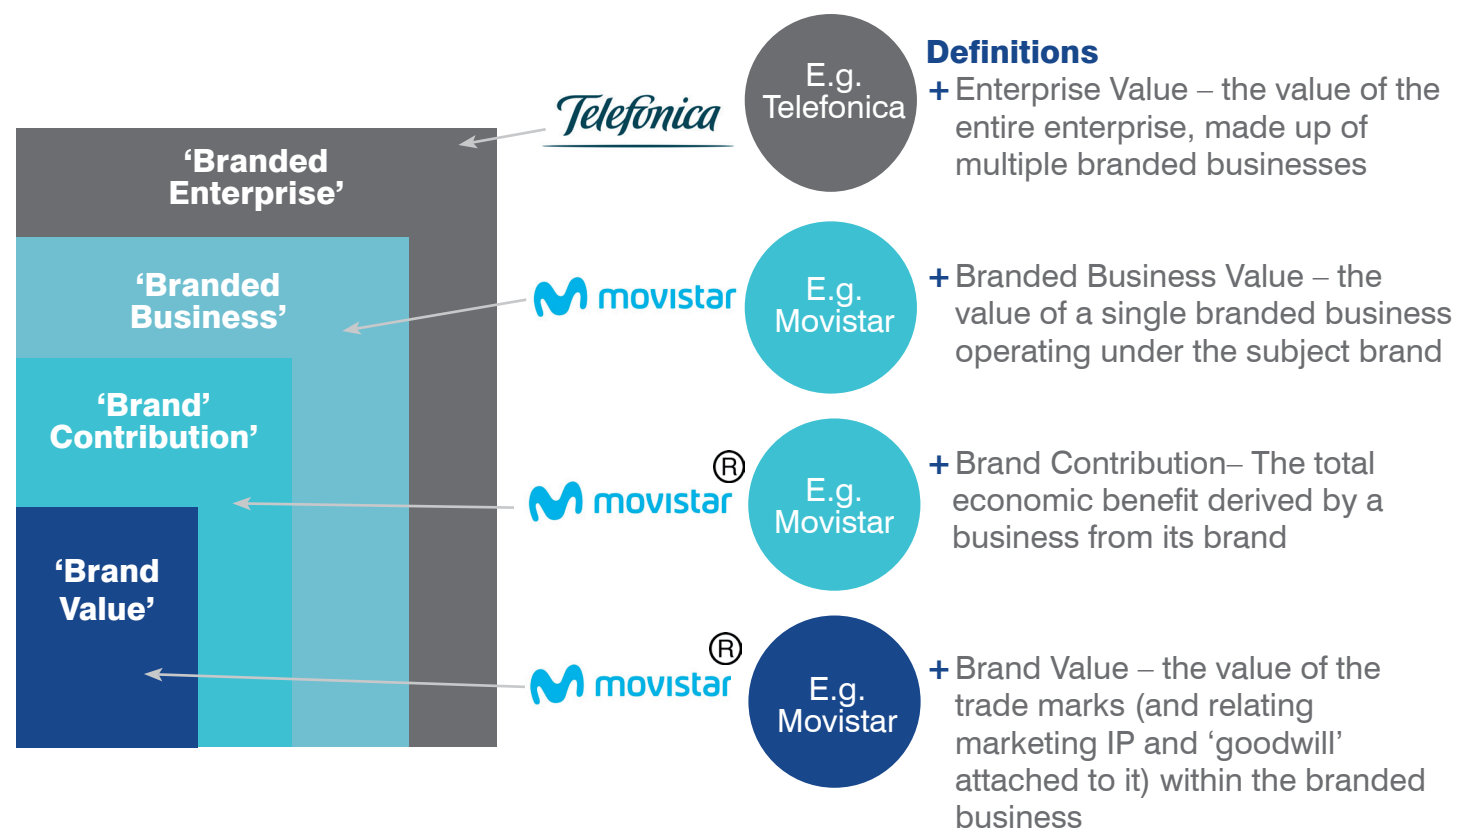 ‘Branded
Enterprise’
Telefónica
E.g.
Telefonica
Definitions
+ Enterprise Value – the value of the
entire enterprise, made up of
multiple branded businesses
‘Branded
Business’
movistar
E.g.
Movistar
+ Branded Business Value – the
value of a single branded business
operating under the subject brand
‘Brand’
Contribution’
movistar ®
E.g.
Movistar
+ Brand Contribution– The total
economic benefit derived by a
business from its brand
‘Brand
Value’
movistar ®
E.g.
Movistar
+ Brand Value – the value of the
trade marks (and relating
marketing IP and ‘goodwill’
attached to it) within the branded
business